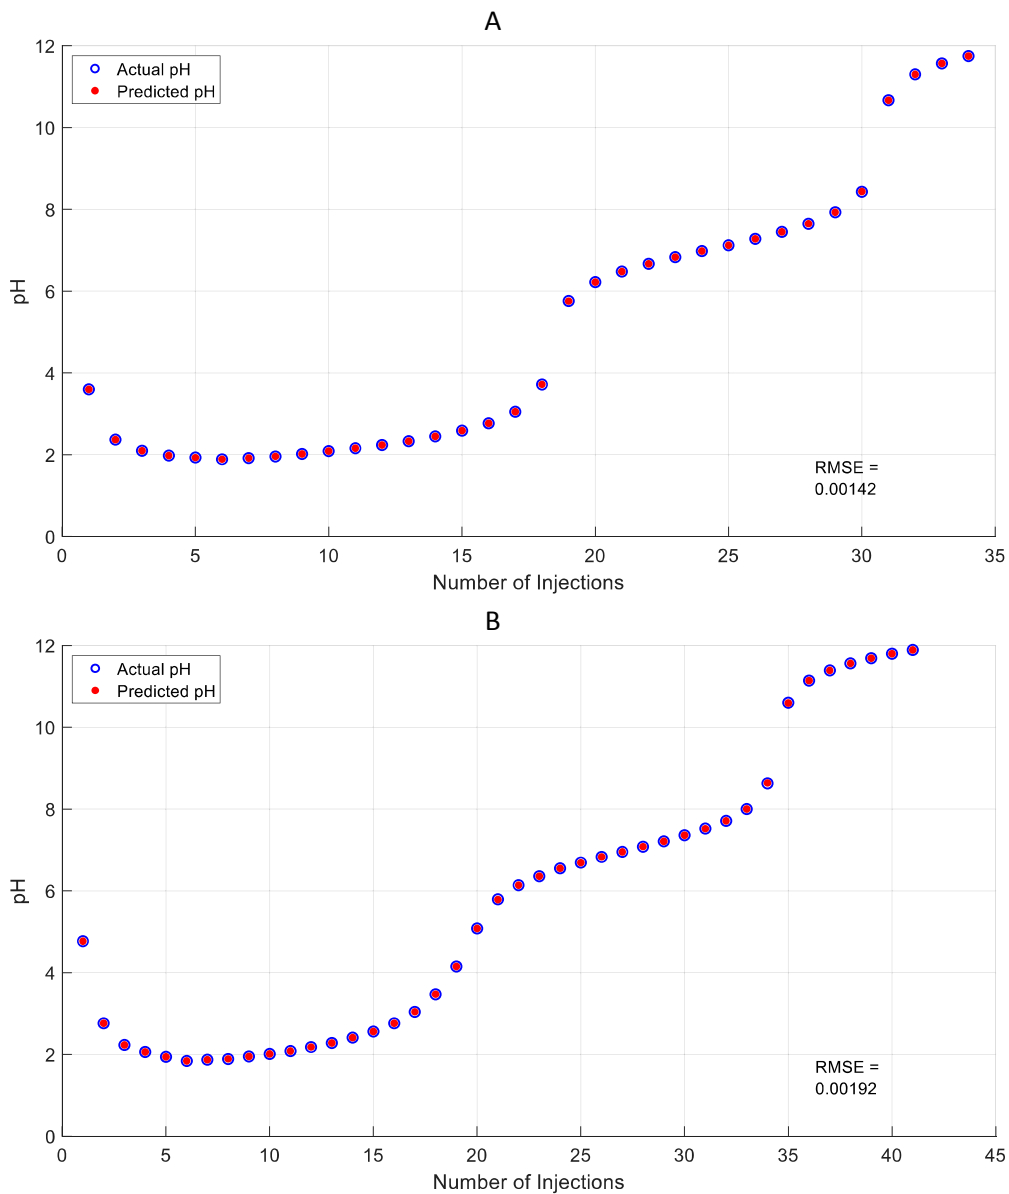 A
Actual pH
Predicted pH
12
10
8
6
4
2
0
pH
RMSE =
0.00142
0 5 10 15 20 25 30 35
Number of Injections
B
Actual pH
Predicted pH
12
10
8
6
4
2
0
pH
RMSE =
0.00192
0 5 10 15 20 25 30 35 40 45
Number of Injections